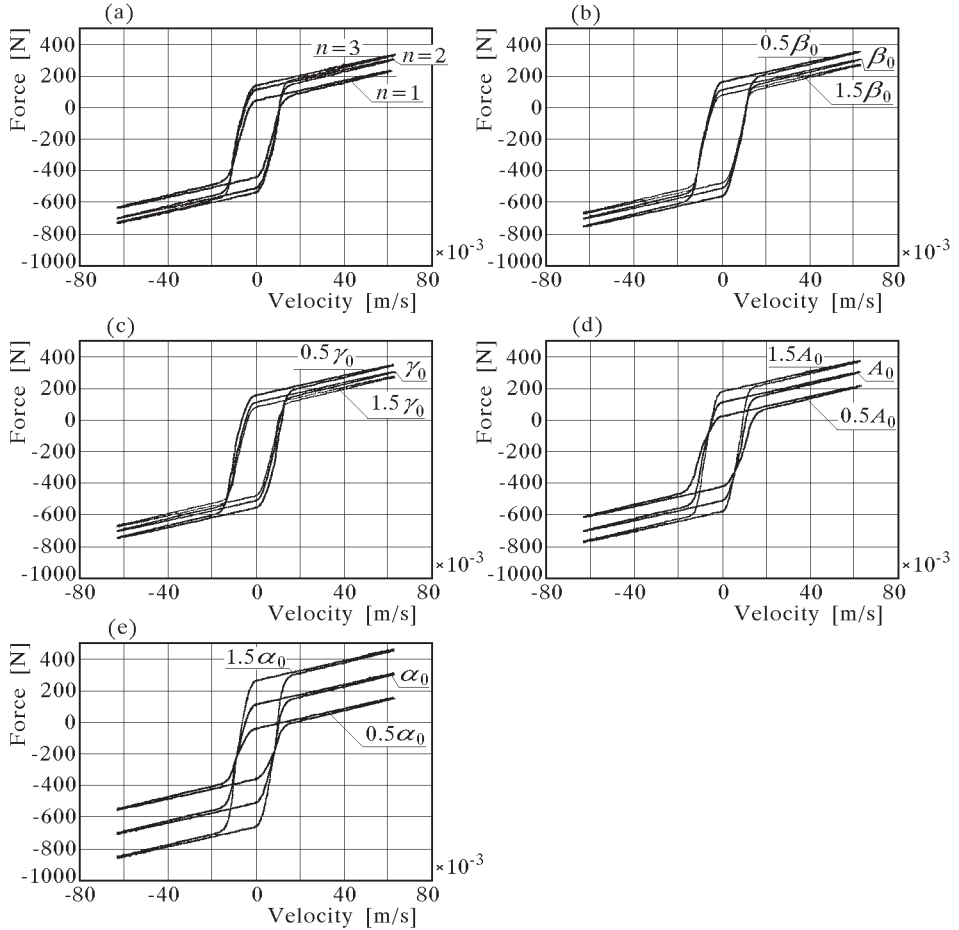 (a)
Force [N]
400
200
0
-200
-400
-600
-800
-1000
n=3
n=2
n=1
-80
-40
0
40
80
×10-3
Velocity [m/s]
(b)
Force [N]
400
200
0
-200
-400
-600
-800
-1000
0.5β0
β0
1.5β0
-80
-40
0
40
80
×10-3
Velocity [m/s]
(c)
Force [N]
400
200
0
-200
-400
-600
-800
-1000
0.5γ0
γ0
1.5γ0
-80
-40
0
40
80
×10-3
Velocity [m/s]
(d)
Force [N]
400
200
0
-200
-400
-600
-800
-1000
1.5A0
A0
0.5A0
-80
-40
0
40
80
×10-3
Velocity [m/s]
(e)
Force [N]
400
200
0
-200
-400
-600
-800
-1000
1.5α0
α0
0.5α0
-80
-40
0
40
80
×10-3
Velocity [m/s]